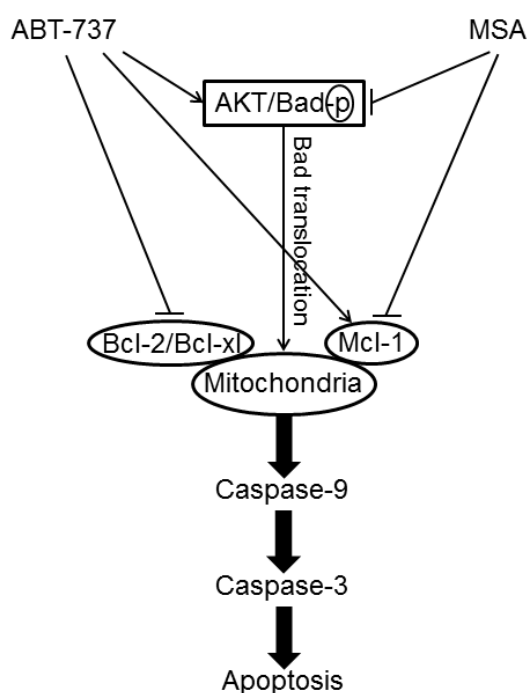 ABT-737
MSA
AKT/Bad-p
Bad translocation
Bcl-2/Bcl-xl
Mcl-1
Mitochondria
Caspase-9
Caspase-3
Apoptosis